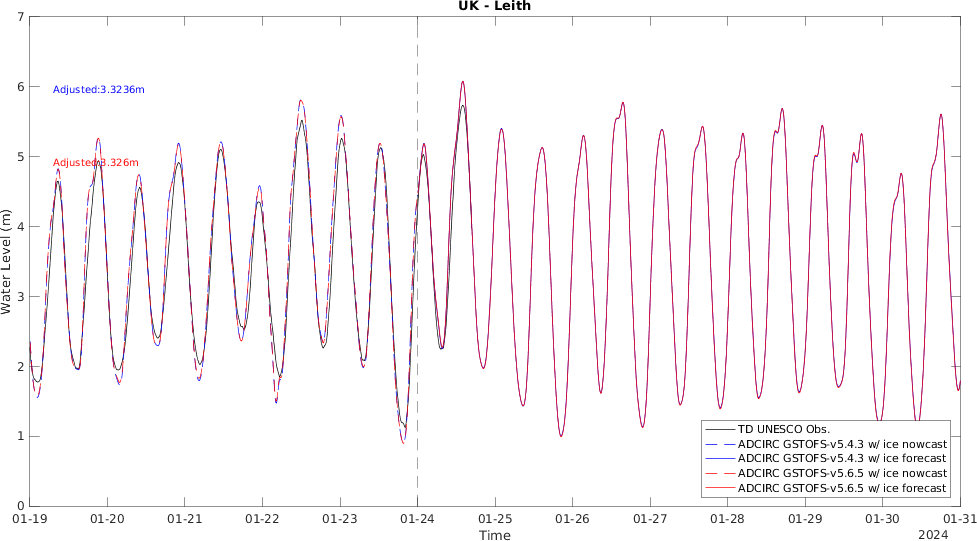 UK - Leith
7
6
5
4
3
2
1
0
Water Level (m)
Adjusted:3.3236m
Adjusted:3.326m
TD UNESCO Obs.
ADCIRC GSTOFS-v5.4.3 w/ ice nowcast
ADCIRC GSTOFS-v5.4.3 w/ ice forecast
ADCIRC GSTOFS-v5.6.5 w/ ice nowcast
ADCIRC GSTOFS-v5.6.5 w/ ice forecast
01-19 01-20 01-21 01-22 01-23 01-24 01-25 01-26 01-27 01-28 01-29 01-30 01-31
Time
2024